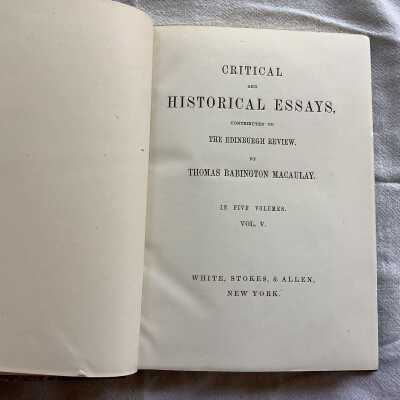 CRITICAL
AND
HISTORICAL ESSAYS,
CONTRIBUTED TO
THE EDINBURGH REVIEW,
BY
THOMAS BABINGTON MACAULAY.
IN FIVE VOLUMES.
VOL. V.
WHITE, STOKES, & ALLEN,
NEW YORK.